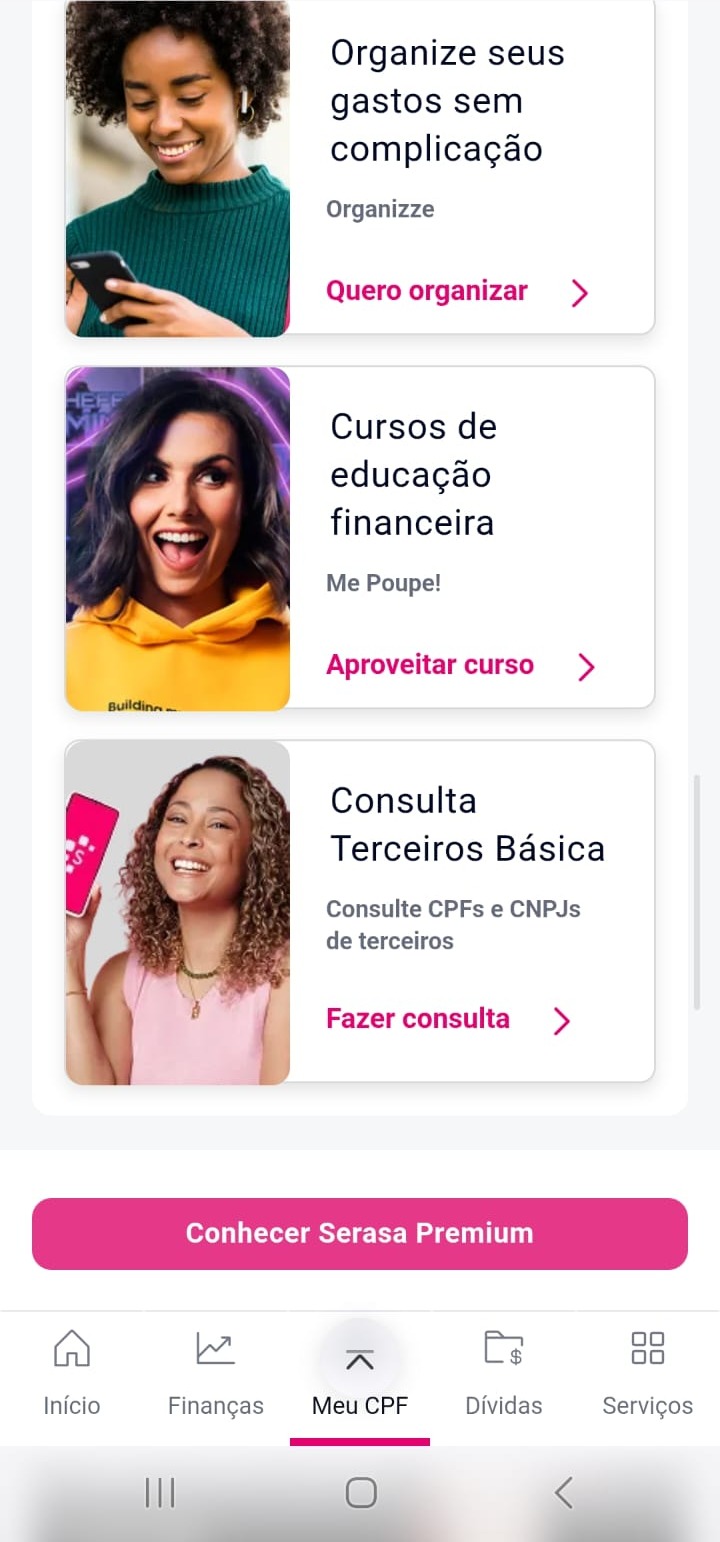 Organize seus
gastos sem
complicação
Organizze
Quero organizar
Cursos de
educação
financeira
Me Poupe!
Aproveitar curso
Building
Consulta
Terceiros Básica
Consulte CPFs e CNPJs
de terceiros
Fazer consulta
S
Conhecer Serasa Premium
Início
Finanças
Meu CPF
Dívidas
Serviços